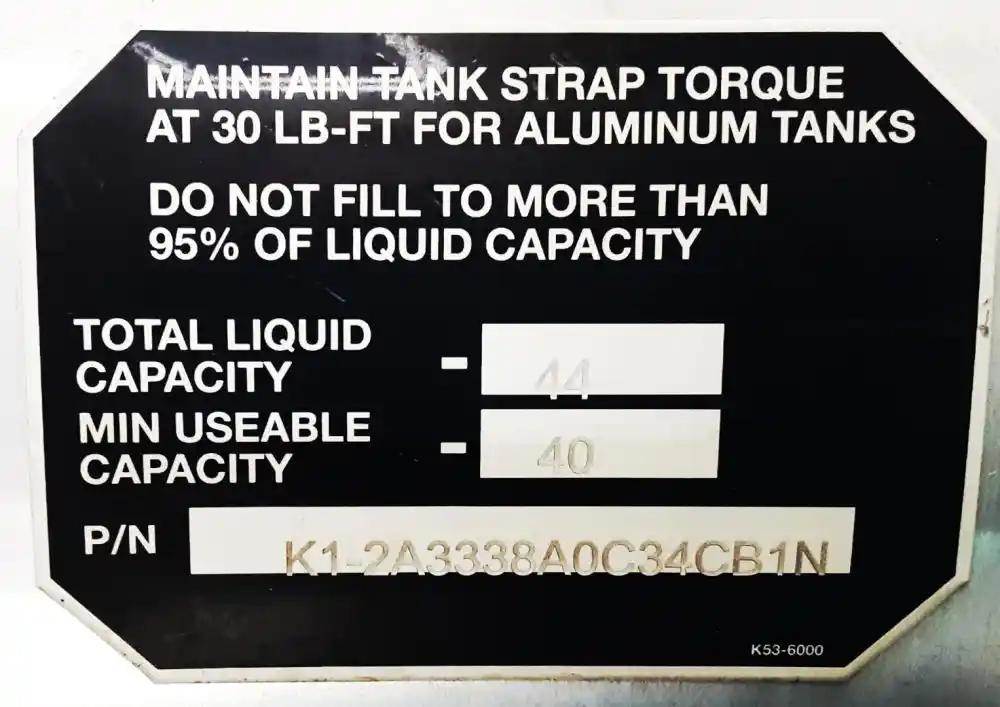 MAINTAIN TANK STRAP TORQUE
AT 30 LB-FT FOR ALUMINUM TANKS
DO NOT FILL TO MORE THAN
95% OF LIQUID CAPACITY
TOTAL LIQUID
CAPACITY - 44
MIN USEABLE
CAPACITY - 40
P/N K1-2A3338A0C34CB1N
K53-6000